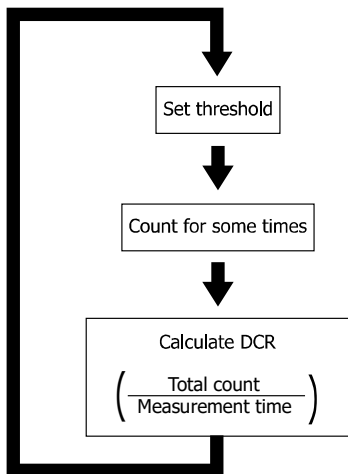 Set threshold
Count for some times
Calculate DCR
( Total count
Measurement time )